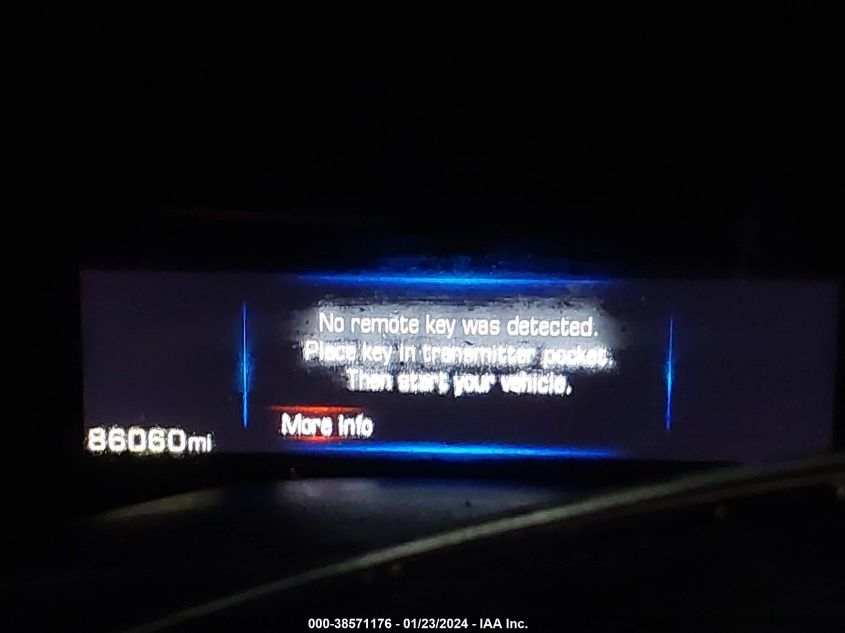 No remote key was detected.
Place key in transmitter pocket.
Then start your vehicle.
More info
86060mi
000-38571176 - 01/23/2024 - IAA Inc.